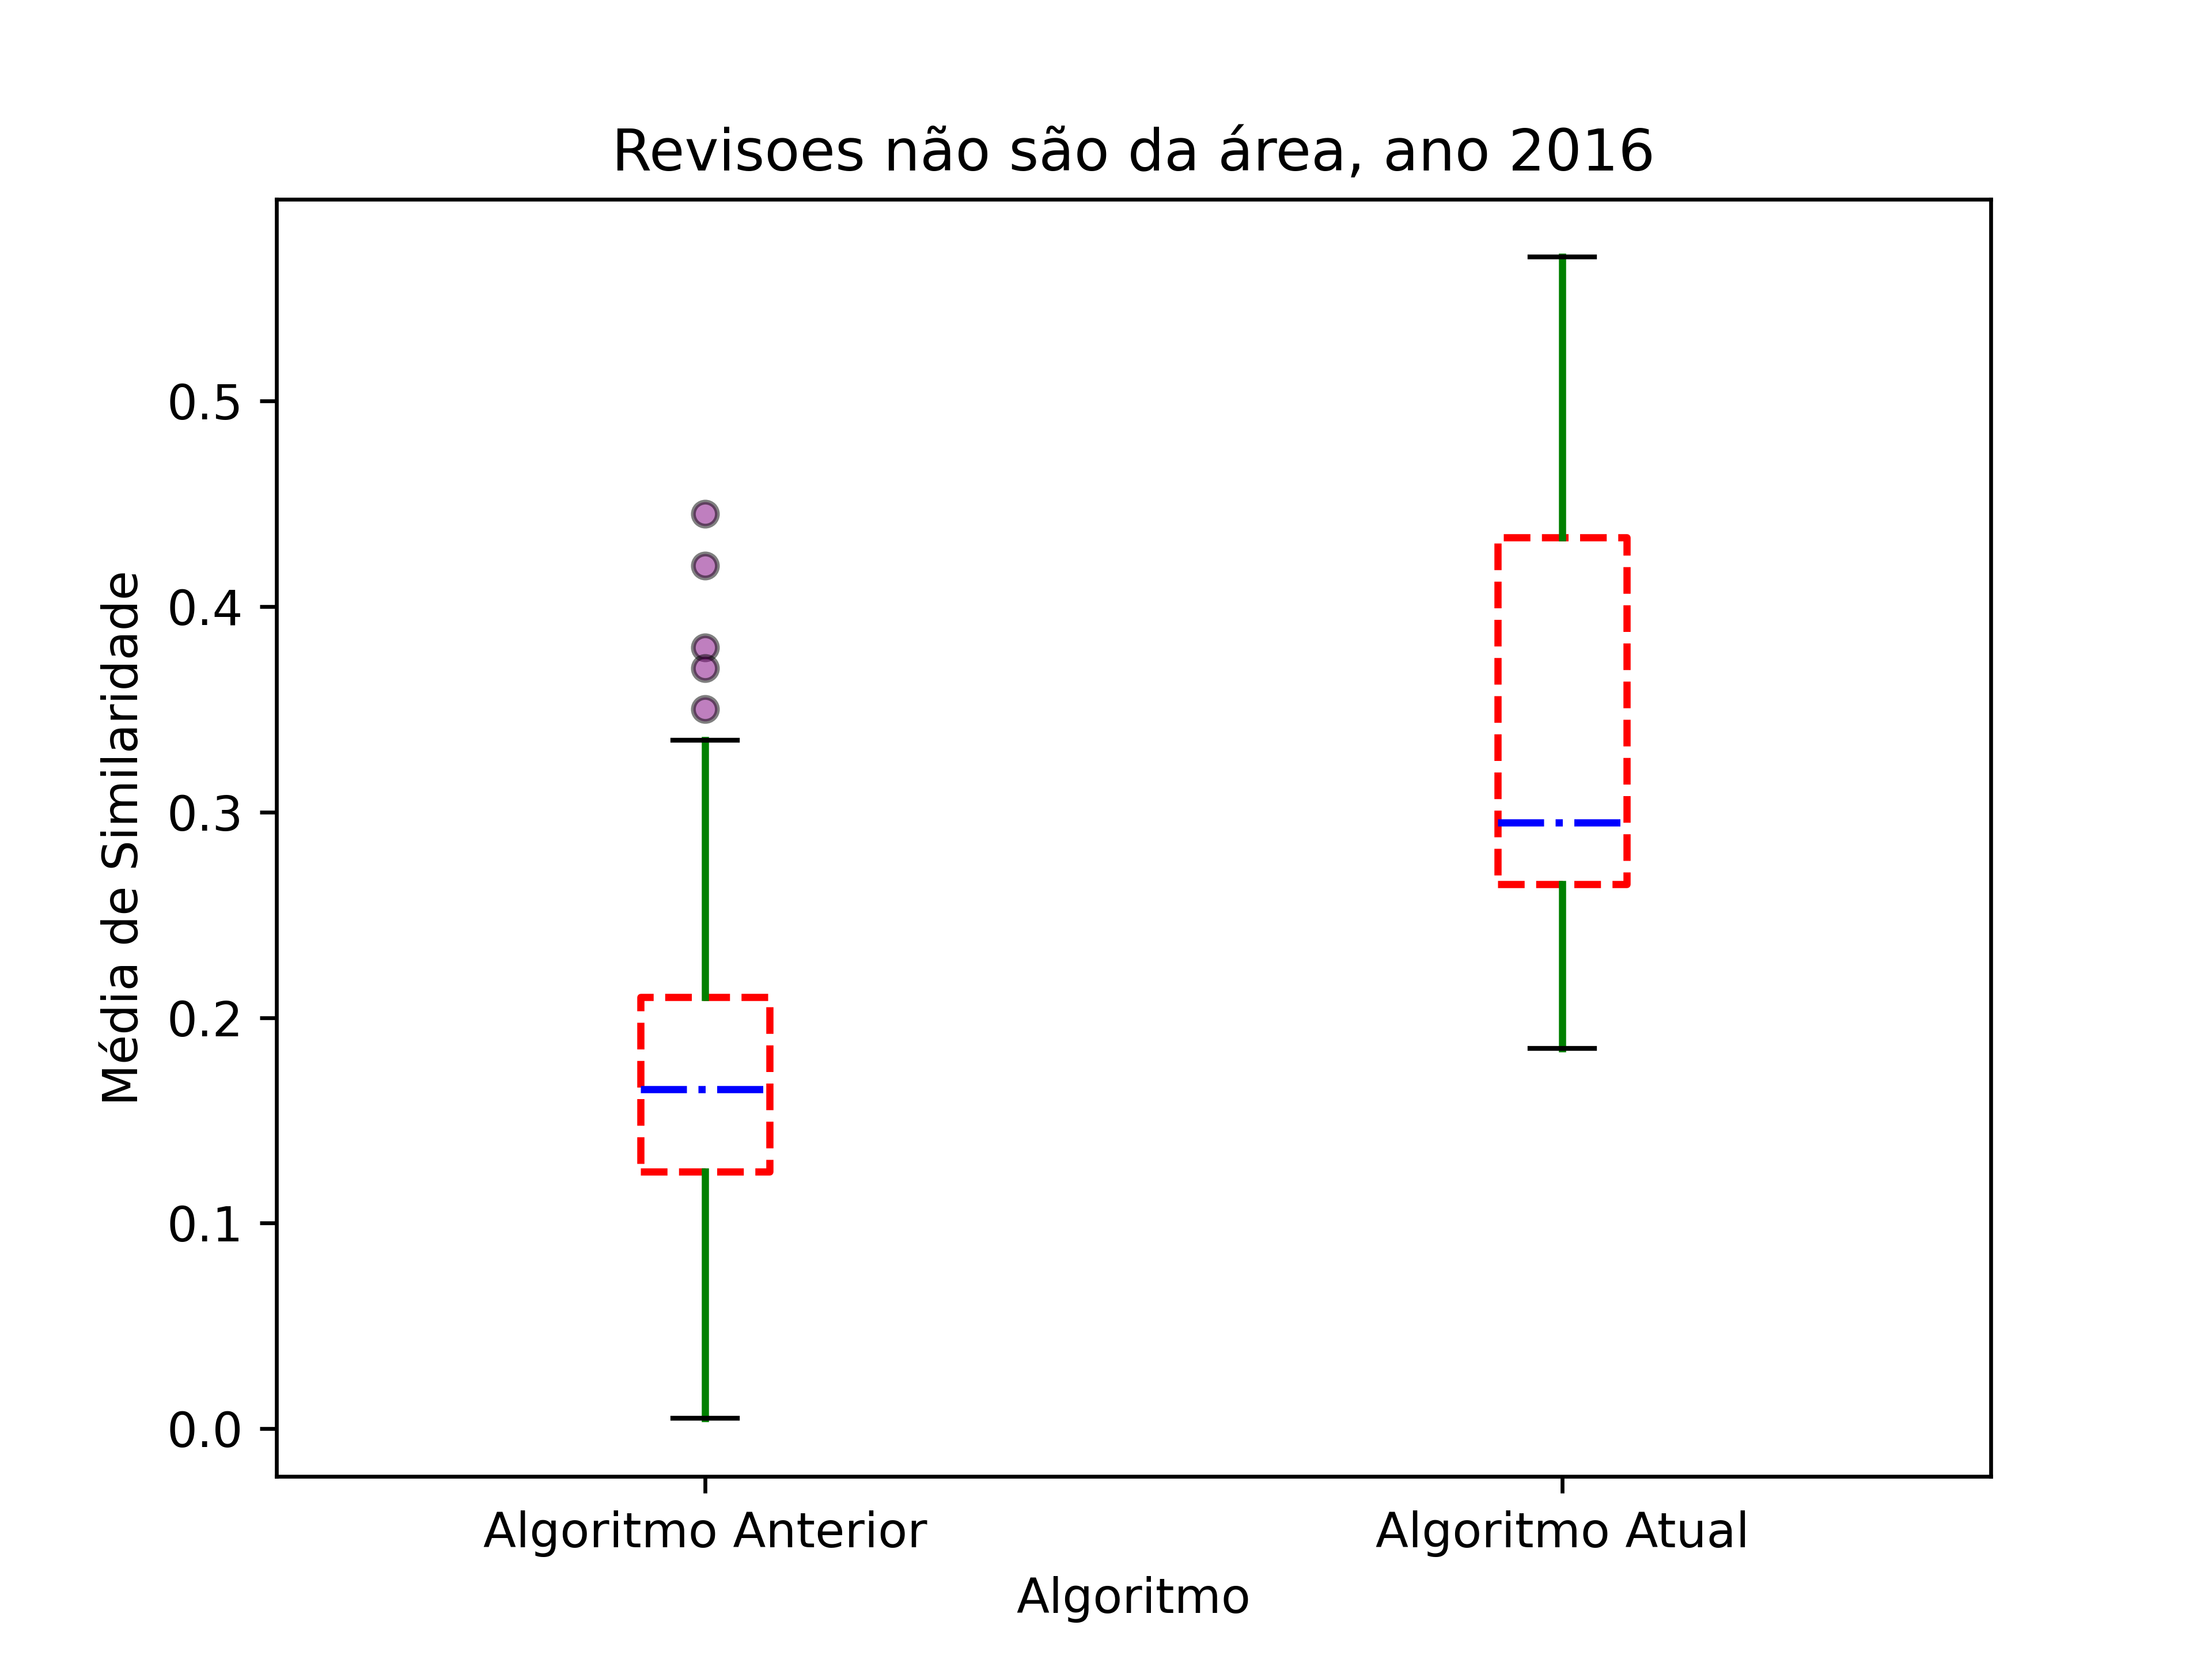 Revisoes não são da área, ano 2016
Média de Similaridade
0.5
0.4
0.3
0.2
0.1
0.0
Algoritmo Anterior
Algoritmo Atual
Algoritmo